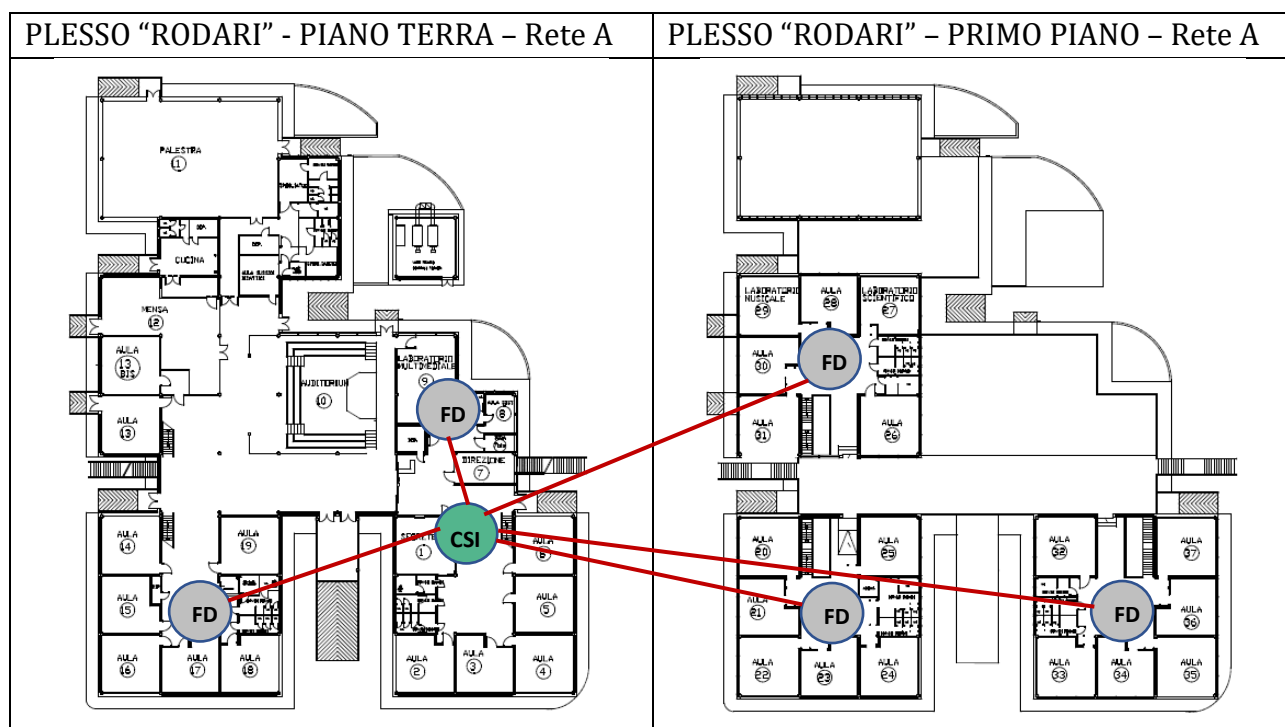 PLESSO “RODARI” - PIANO TERRA – Rete A
PALESTRA
11
CUCINA
MENSA
12
AULA
13
BIS
AULA
13
AUDITORIUM
10
LABORATORIO
MULTIMEDIALE
9
FD
8
DIREZIONE
7
CSI
1
AULA
14
AULA
19
AULA
15
FD
AULA
16
AULA
17
AULA
18
6
AULA
5
AULA
2
AULA
3
AULA
4
PLESSO “RODARI” – PRIMO PIANO – Rete A
LABORATORIO
MUSICALE
29
AULA
28
LABORATORIO
SCIENTIFICO
27
AULA
30
FD
AULA
31
AULA
26
AULA
20
AULA
25
AULA
21
FD
AULA
22
AULA
23
AULA
24
AULA
32
AULA
37
FD
AULA
36
AULA
33
AULA
34
AULA
35